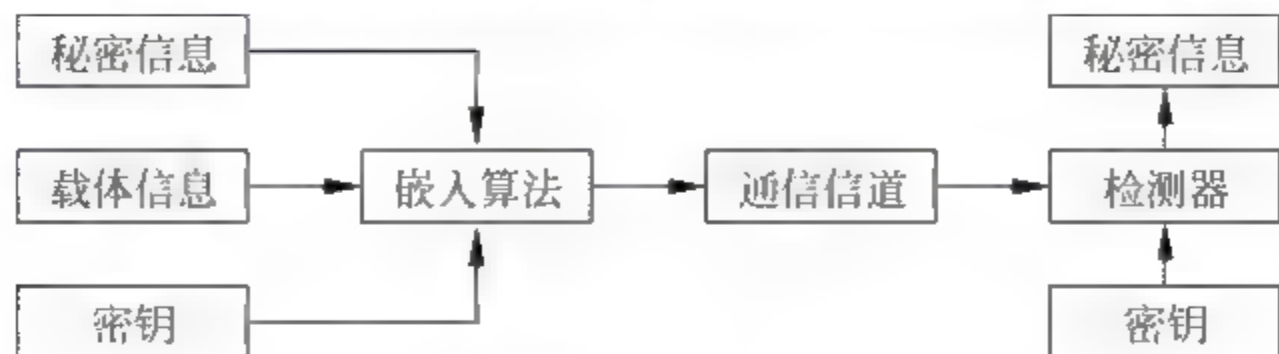 秘密信息
秘密信息
载体信息
嵌入算法
通信信道
检测器
密钥
密钥